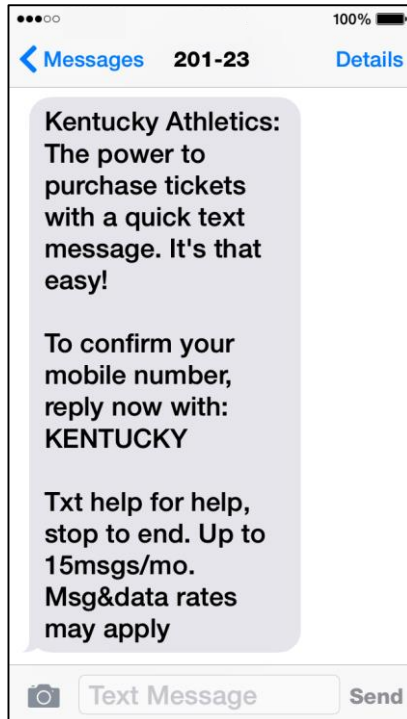 100%
Messages 201-23 Details
Kentucky Athletics:
The power to
purchase tickets
with a quick text
message. It's that
easy!
To confirm your
mobile number,
reply now with:
KENTUCKY
Txt help for help,
stop to end. Up to
15msgs/mo.
Msg&data rates
may apply
Text Message Send